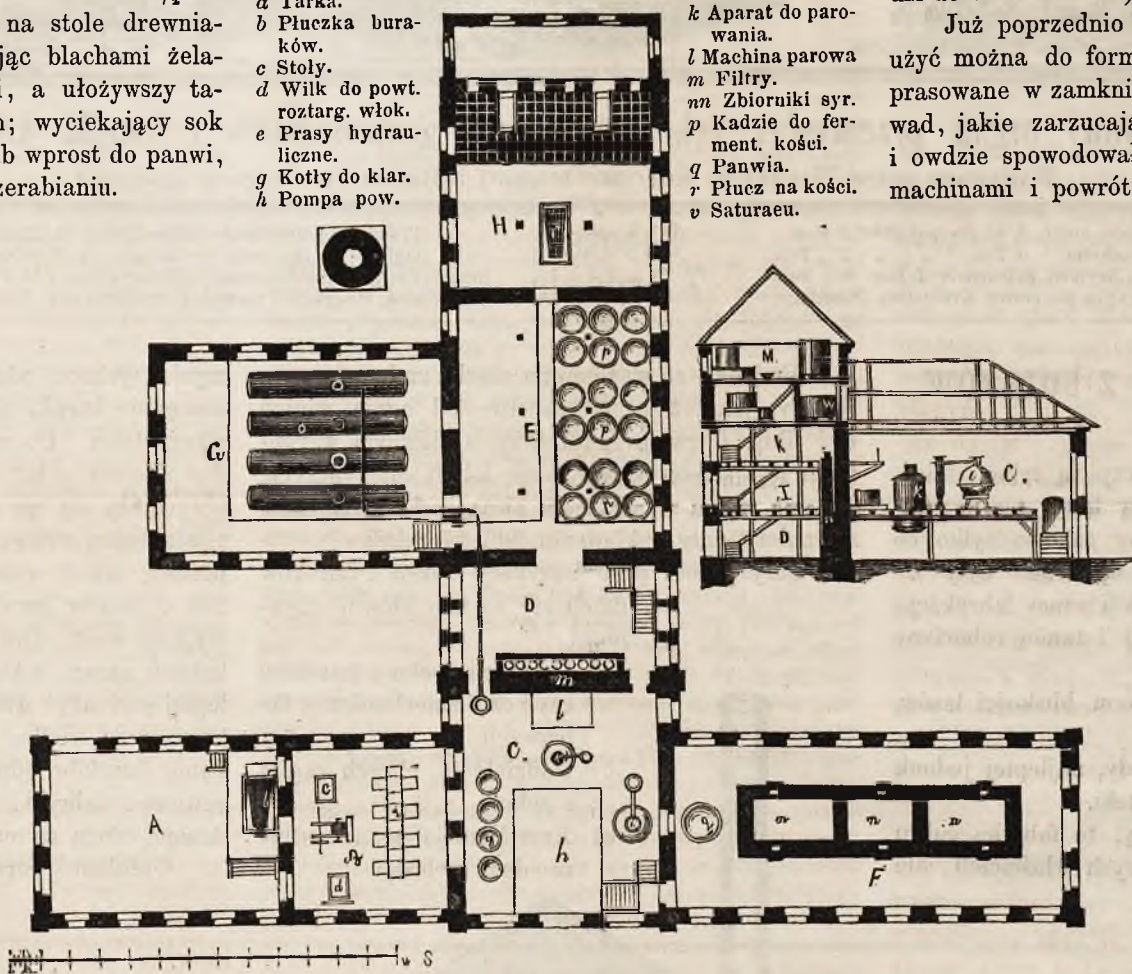 na stole drewnia-
jąc blachami żela-
i, a ułożywszy ta-
n; wyciekający sok
b wprost do panwi,
zerabianiu.
a Tarka.
b Płuczka bura-
ków.
c Stoły.
d Wilk do powt.
roztarg. włok.
e Prasy hydrau-
liczne.
g Kotły do klar.
h Pompa pow.
k Aparat do paro-
wania.
l Machina parowa
m Filtry.
nn Zbiorniki syr.
p Kadzie do fer-
ment. kości.
q Panwia.
r Płucz na kości.
v Saturaeu.
Już poprzednio
użyć można do form
prasowane w zamkni
wad, jakie zarzucają
i owdzie spowodowa
machinami i powrót
H
G
E
p
p
r
D
m
l
C.
A
c
d
g
h
q
n
n
F
M.
K
I
D
C.
S